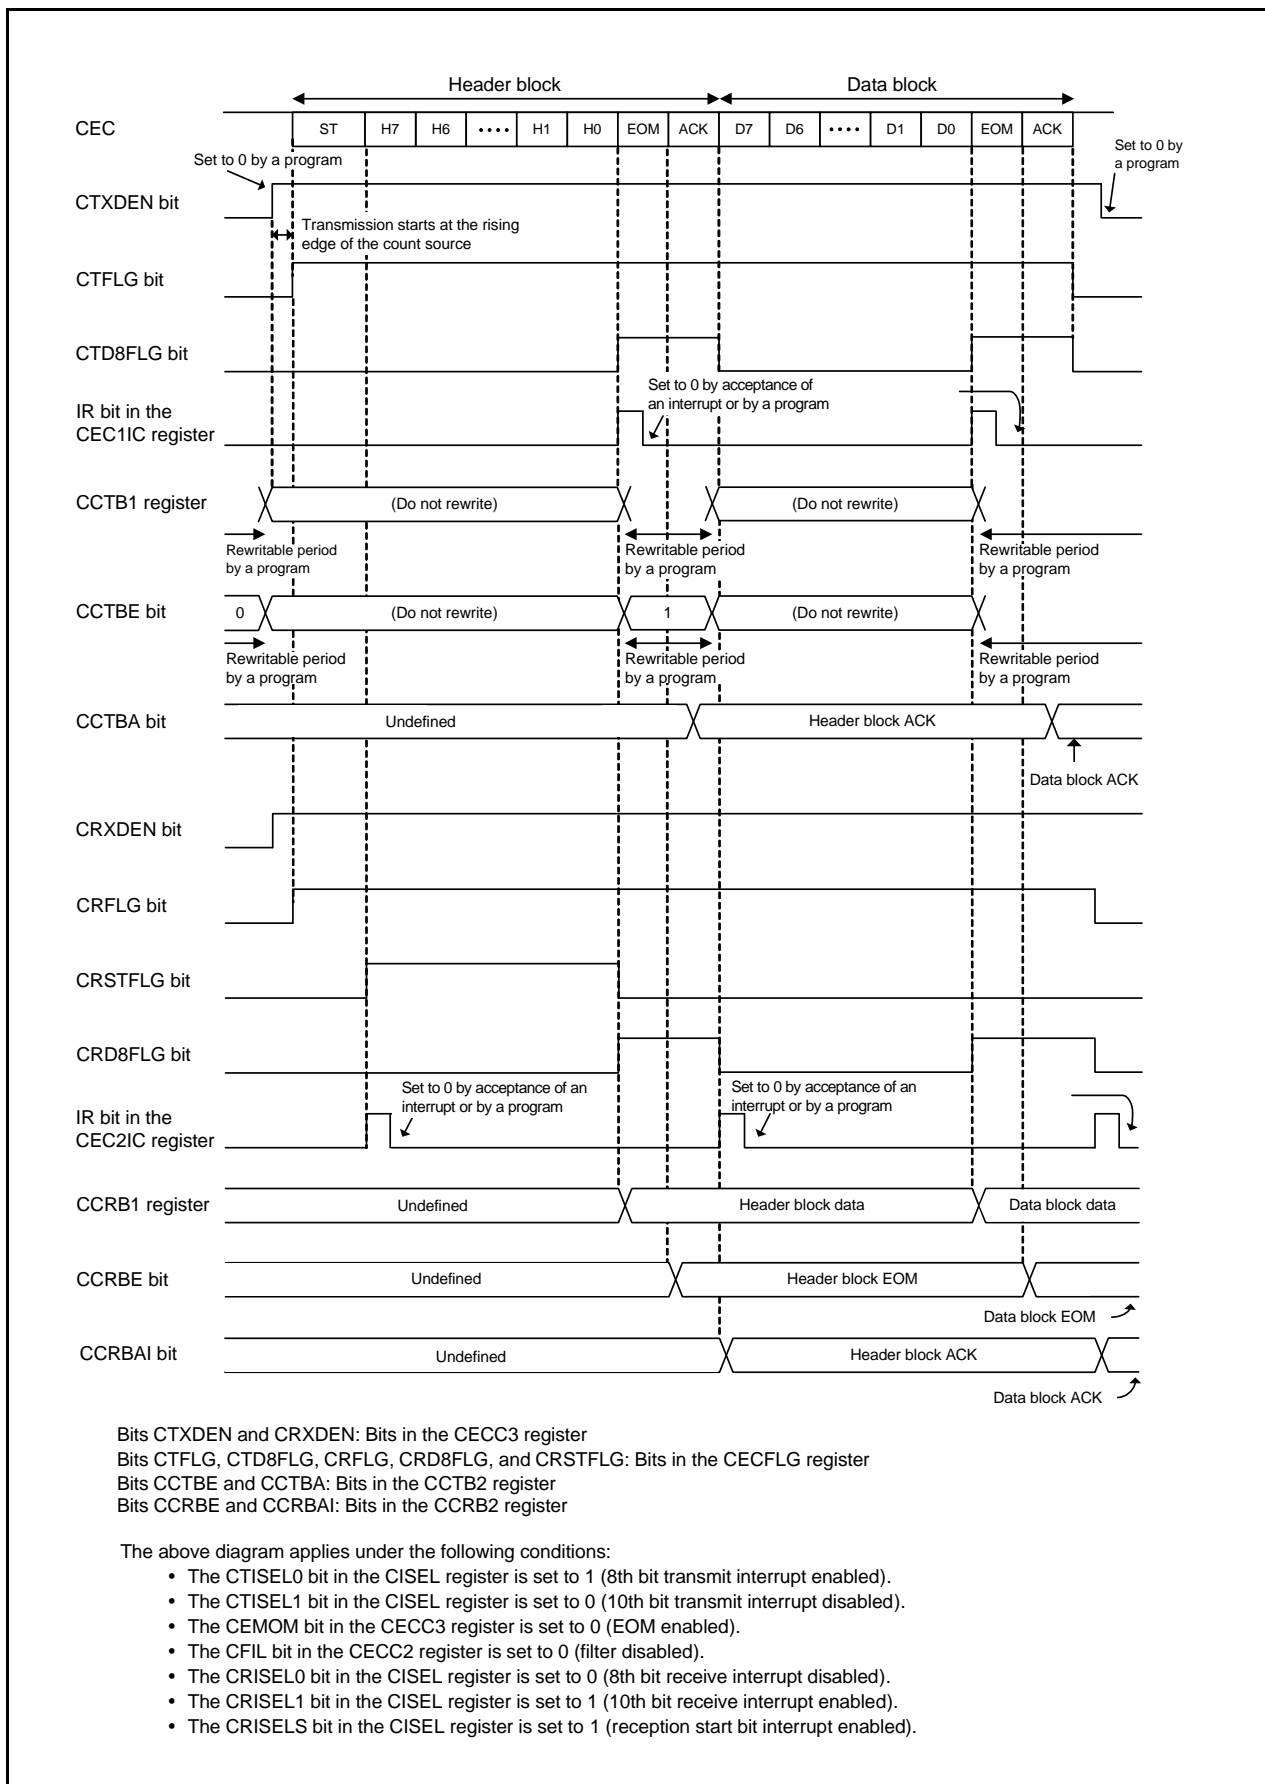 Header block
Data block
CEC
ST H7 H6 •••• H1 H0 EOM ACK D7 D6 •••• D1 D0 EOM ACK
Set to 0 by a program
Set to 0 by
a program
CTXDEN bit
Transmission starts at the rising
edge of the count source
CTFLG bit
CTD8FLG bit
Set to 0 by acceptance of
an interrupt or by a program
IR bit in the
CEC1IC register
CCTB1 register
(Do not rewrite)
(Do not rewrite)
Rewritable period
by a program
Rewritable period
by a program
Rewritable period
by a program
CCTBE bit
0
(Do not rewrite)
1
(Do not rewrite)
Rewritable period
by a program
Rewritable period
by a program
Rewritable period
by a program
CCTBA bit
Undefined
Header block ACK
Data block ACK
CRXDEN bit
CRFLG bit
CRSTFLG bit
CRD8FLG bit
Set to 0 by acceptance of an
interrupt or by a program
Set to 0 by acceptance of an
interrupt or by a program
IR bit in the
CEC2IC register
CCRB1 register
Undefined
Header block data
Data block data
CCRBE bit
Undefined
Header block EOM
Data block EOM
CCRBAI bit
Undefined
Header block ACK
Data block ACK
Bits CTXDEN and CRXDEN: Bits in the CECC3 register
Bits CTFLG, CTD8FLG, CRFLG, CRD8FLG, and CRSTFLG: Bits in the CECFLG register
Bits CCTBE and CCTBA: Bits in the CCTB2 register
Bits CCRBE and CCRBAI: Bits in the CCRB2 register
The above diagram applies under the following conditions:
• The CTISEL0 bit in the CISEL register is set to 1 (8th bit transmit interrupt enabled).
• The CTISEL1 bit in the CISEL register is set to 0 (10th bit transmit interrupt disabled).
• The CEMOM bit in the CECC3 register is set to 0 (EOM enabled).
• The CFIL bit in the CECC2 register is set to 0 (filter disabled).
• The CRISEL0 bit in the CISEL register is set to 0 (8th bit receive interrupt disabled).
• The CRISEL1 bit in the CISEL register is set to 1 (10th bit receive interrupt enabled).
• The CRISELS bit in the CISEL register is set to 1 (reception start bit interrupt enabled).